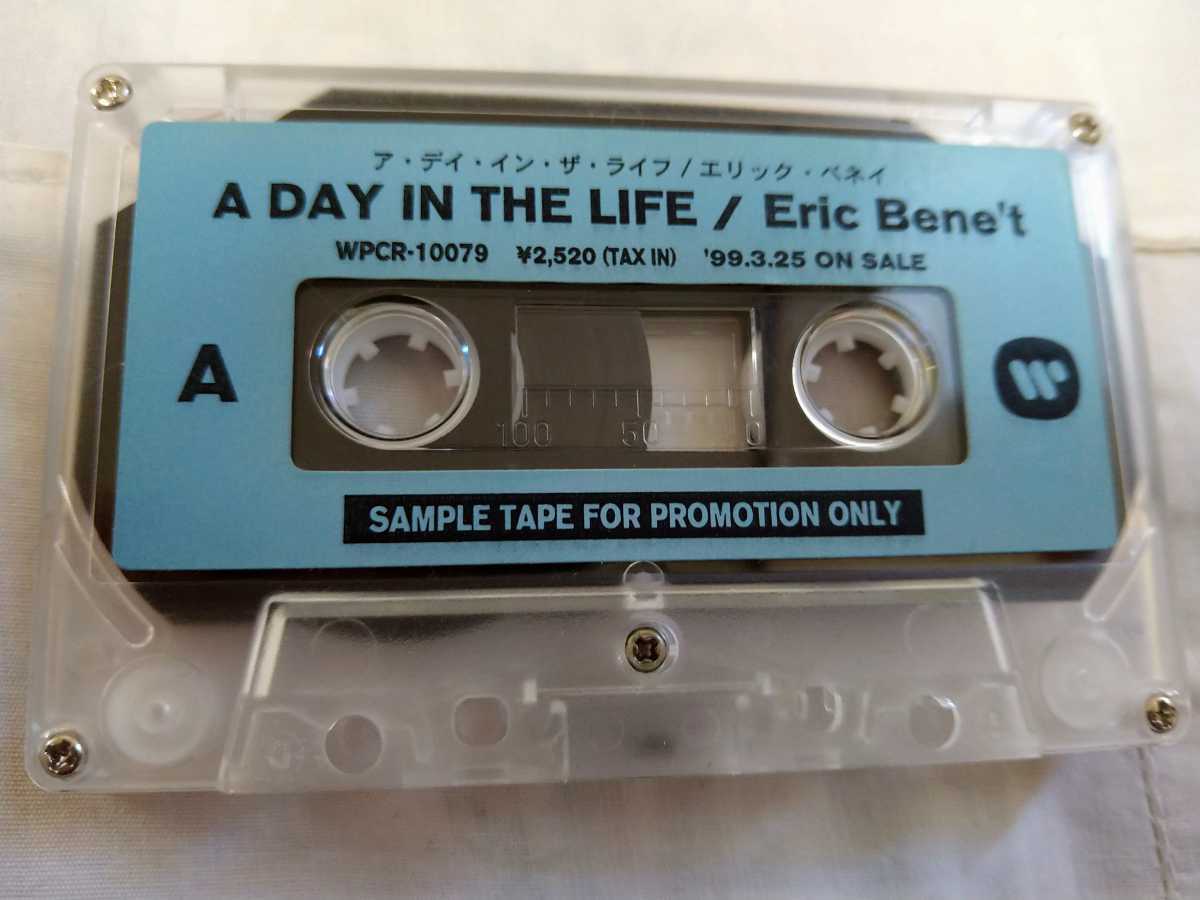 ア・デイ・イン・ザ・ライフ / エリック・ベネイ
A DAY IN THE LIFE / Eric Bene't
WPCR-10079 ¥2,520 (TAX IN) '99.3.25 ON SALE
A
100 50 0
SAMPLE TAPE FOR PROMOTION ONLY